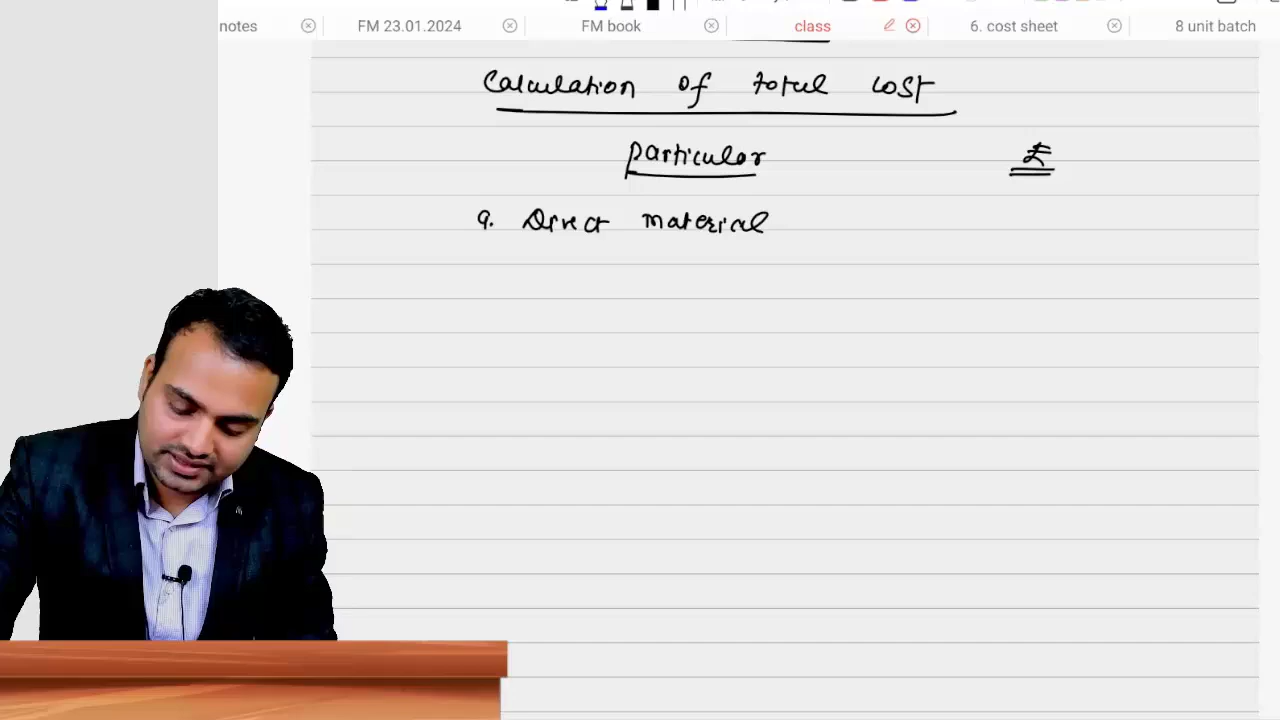 notes FM 23.01.2024 FM book class 6. cost sheet 8 unit batch
Calculation of total cost
particular ₹
a. Direct material